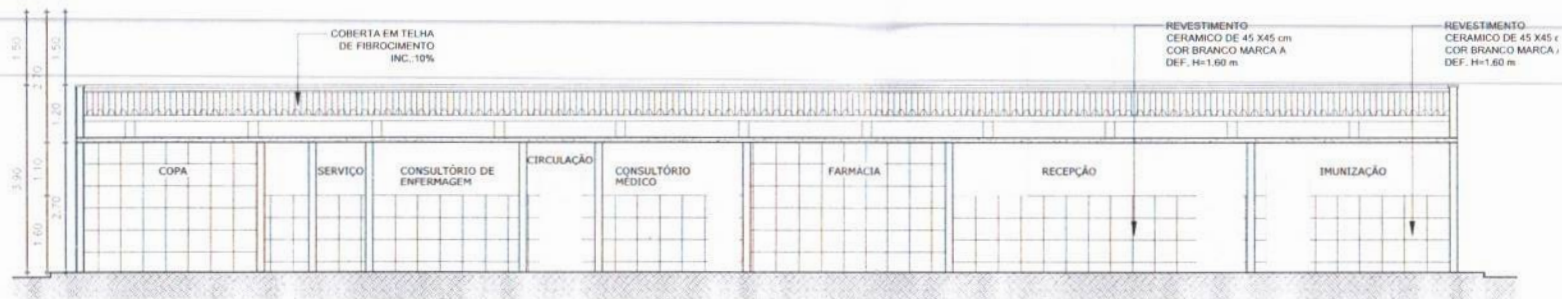 COBERTA EM TELHA
DE FIBROCIMENTO
INC.:10%
REVESTIMENTO
CERAMICO DE 45 X45 cm
COR BRANCO MARCA A
DEF. H=1.60 m
REVESTIMENTO
CERAMICO DE 45 X45 c
COR BRANCO MARCA
DEF. H=1.60 m
1.50
1.50
2.70
1.20
3.90
1.10
1.60
2.70
COPA
SERVIÇO
CONSULTÓRIO DE
ENFERMAGEM
CIRCULAÇÃO
CONSULTÓRIO
MÉDICO
FARMACIA
RECEPÇÃO
IMUNIZAÇÃO